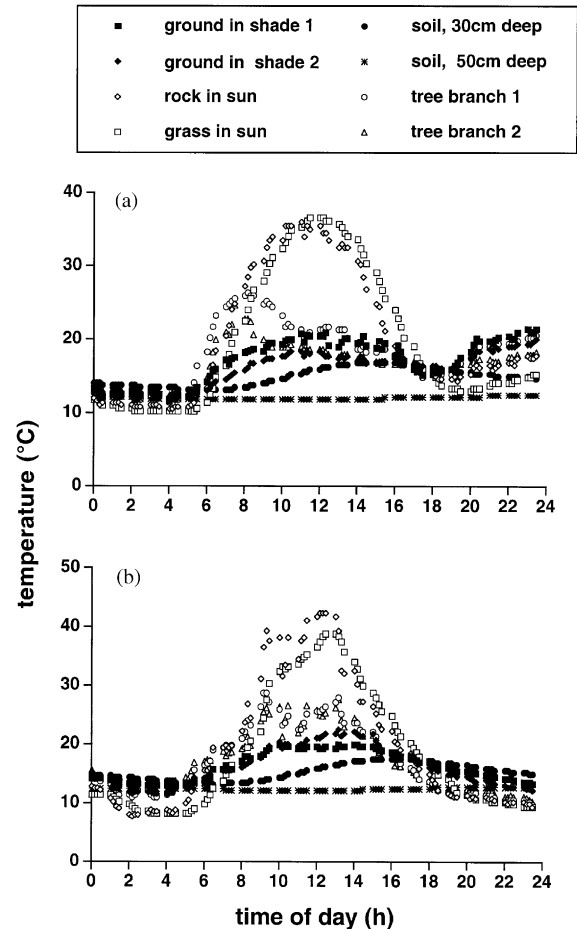 ground in shade 1
soil, 30cm deep
ground in shade 2
soil, 50cm deep
rock in sun
tree branch 1
grass in sun
tree branch 2
(a)
40
30
20
10
0
0 2 4 6 8 10 12 14 16 18 20 22 24
temperature (°C)
(b)
50
40
30
20
10
0
0 2 4 6 8 10 12 14 16 18 20 22 24
time of day (h)